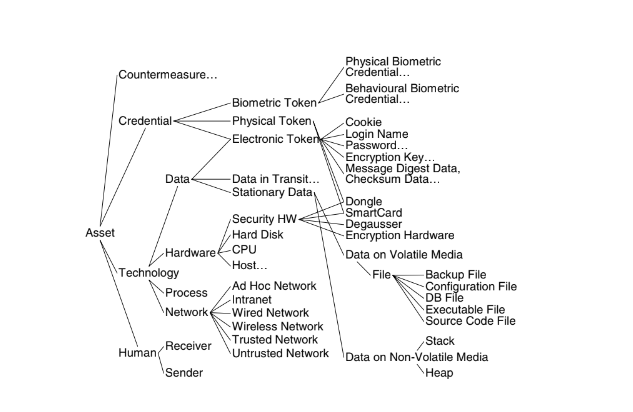 Physical Biometric
Credential…
Countermeasure…
Behavioural Biometric
Credential…
Biometric Token
Credential
Physical Token
Cookie
Login Name
Electronic Token
Password…
Encryption Key…
Message Digest Data,
Checksum Data…
Data
Data in Transit…
Stationary Data
Dongle
SmartCard
Security HW
Degausser
Asset
Hard Disk
Encryption Hardware
Hardware
CPU
Data on Volatile Media
Host…
Technology
File
Backup File
Ad Hoc Network
Configuration File
Process
Intranet
DB File
Network
Wired Network
Executable File
Wireless Network
Source Code File
Trusted Network
Stack
Receiver
Human
Untrusted Network
Data on Non-Volatile Media
Sender
Heap